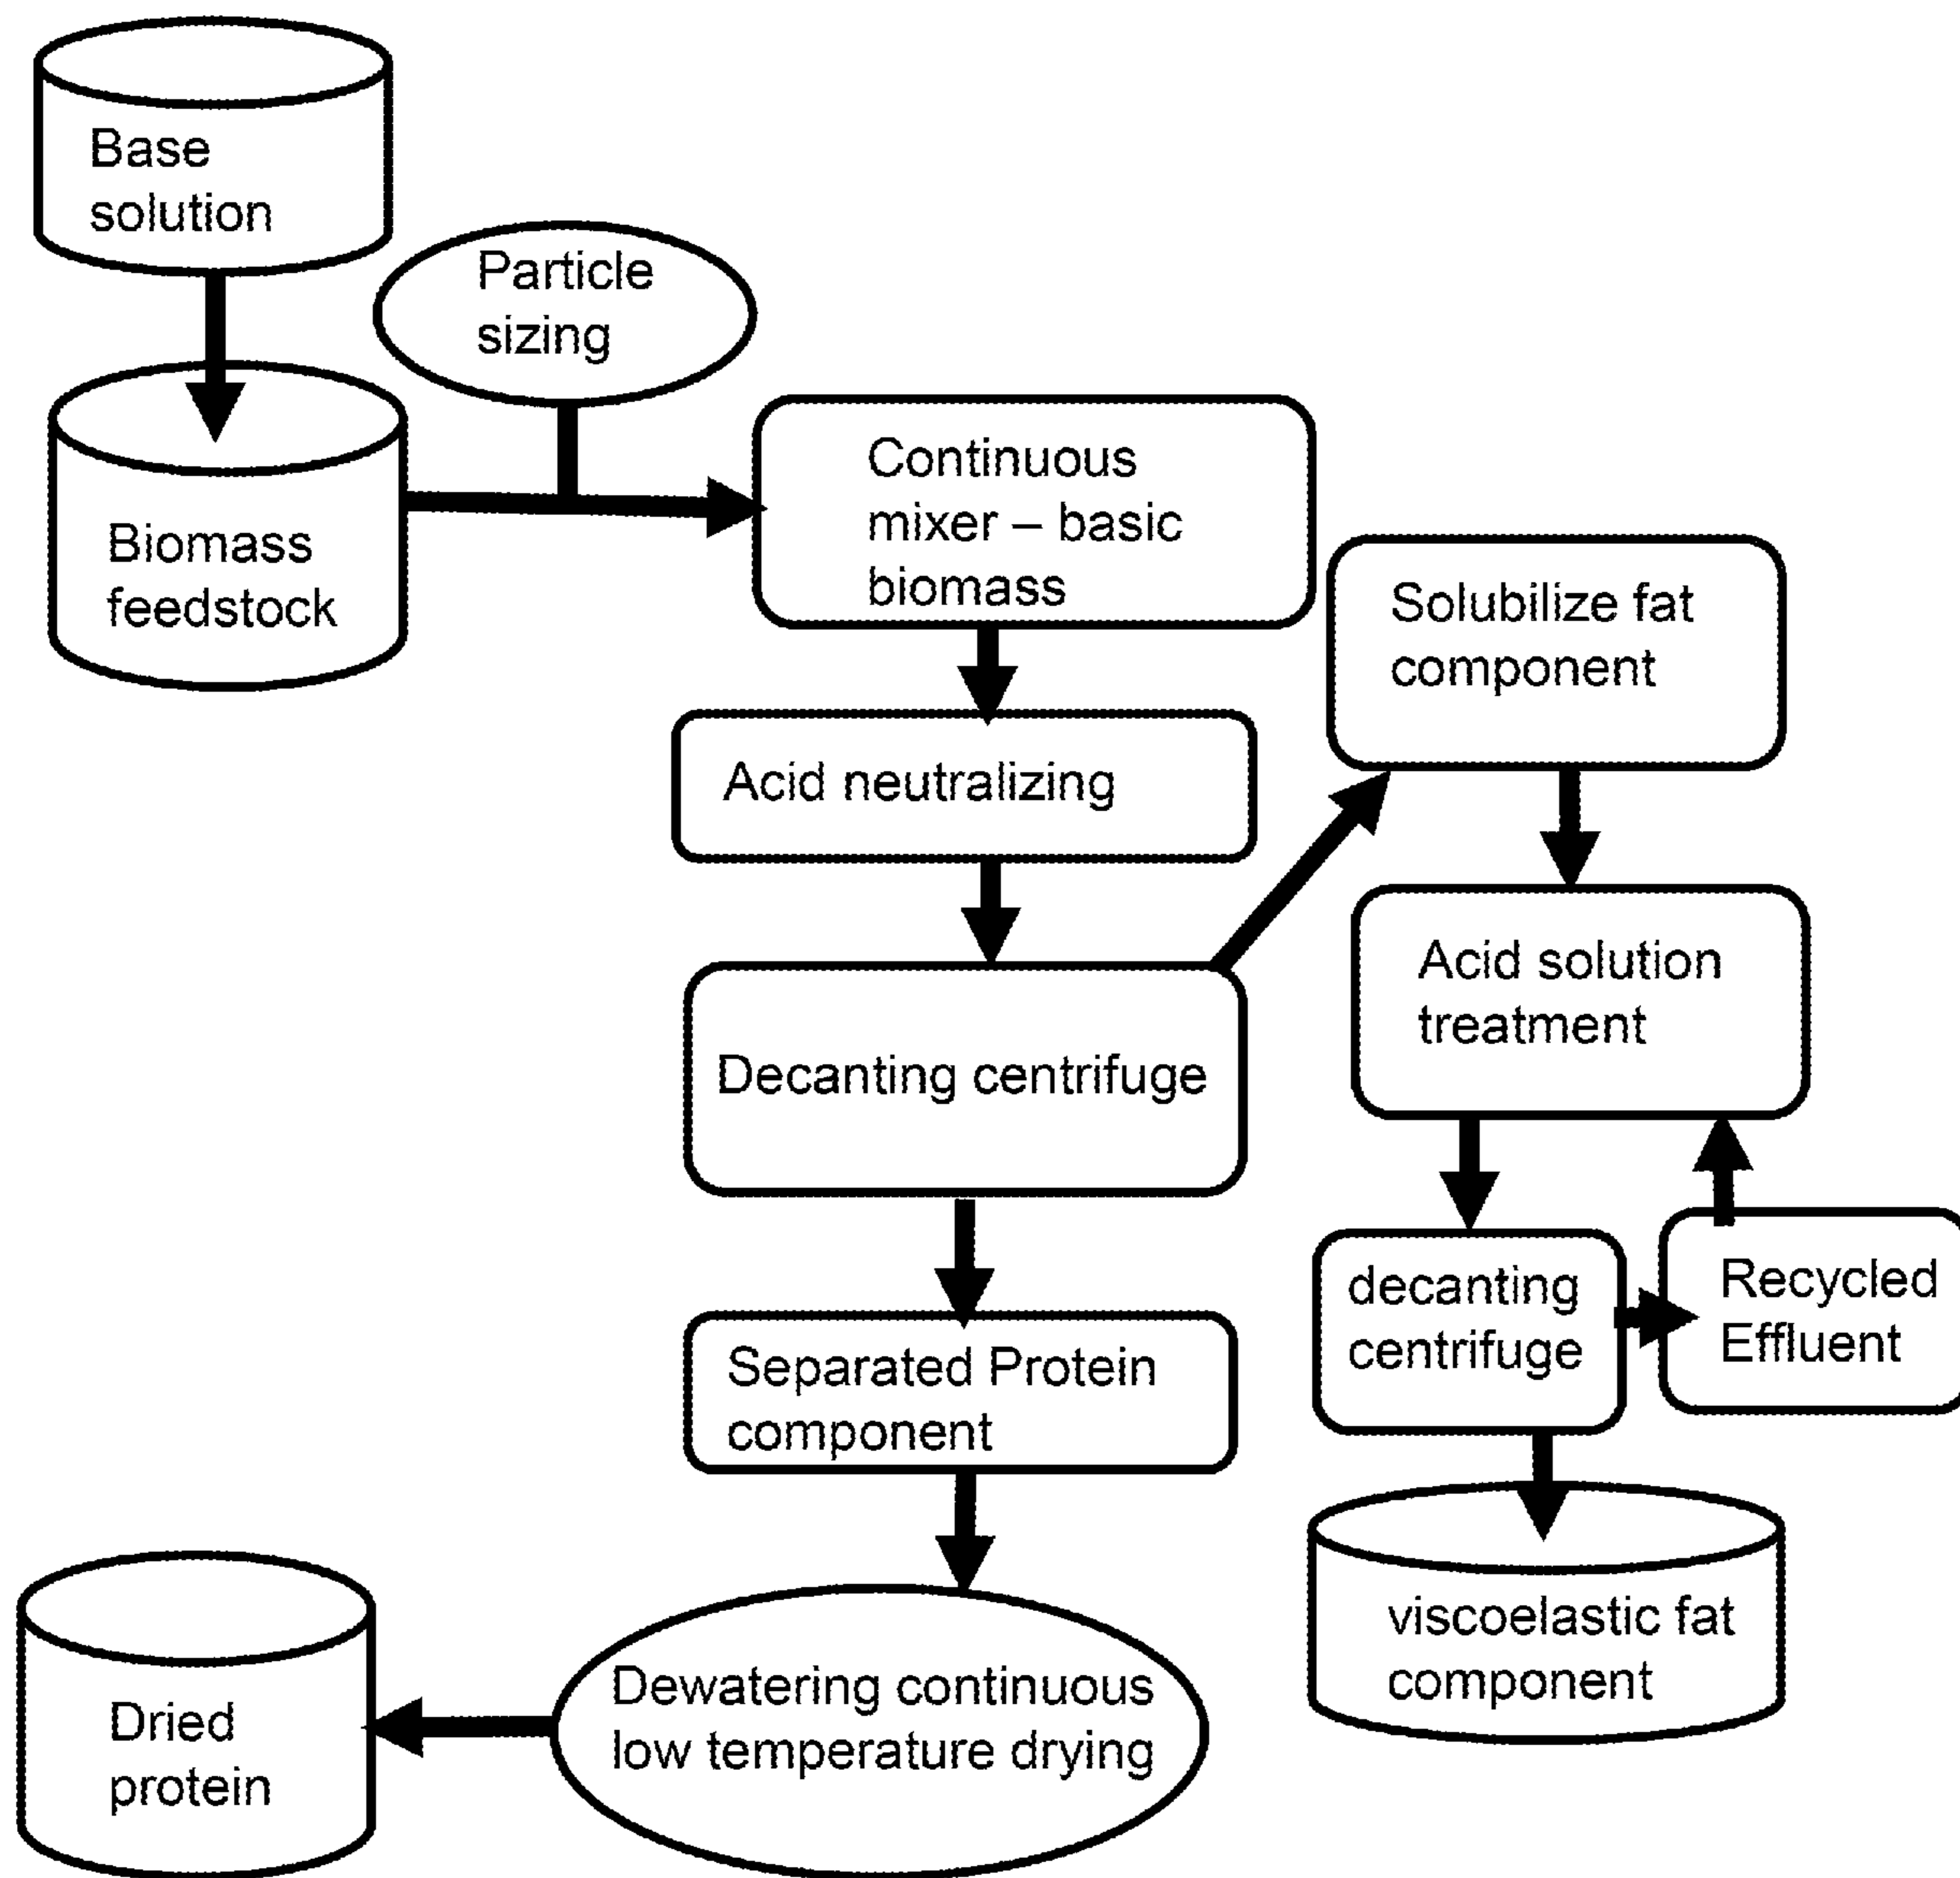 Base
solution
Particle
sizing
Biomass
feedstock
Continuous
mixer – basic
biomass
Solubilize fat
component
Acid neutralizing
Acid solution
treatment
Decanting centrifuge
decanting
centrifuge
Recycled
Effluent
Separated Protein
component
viscoelastic fat
component
Dewatering continuous
low temperature drying
Dried
protein